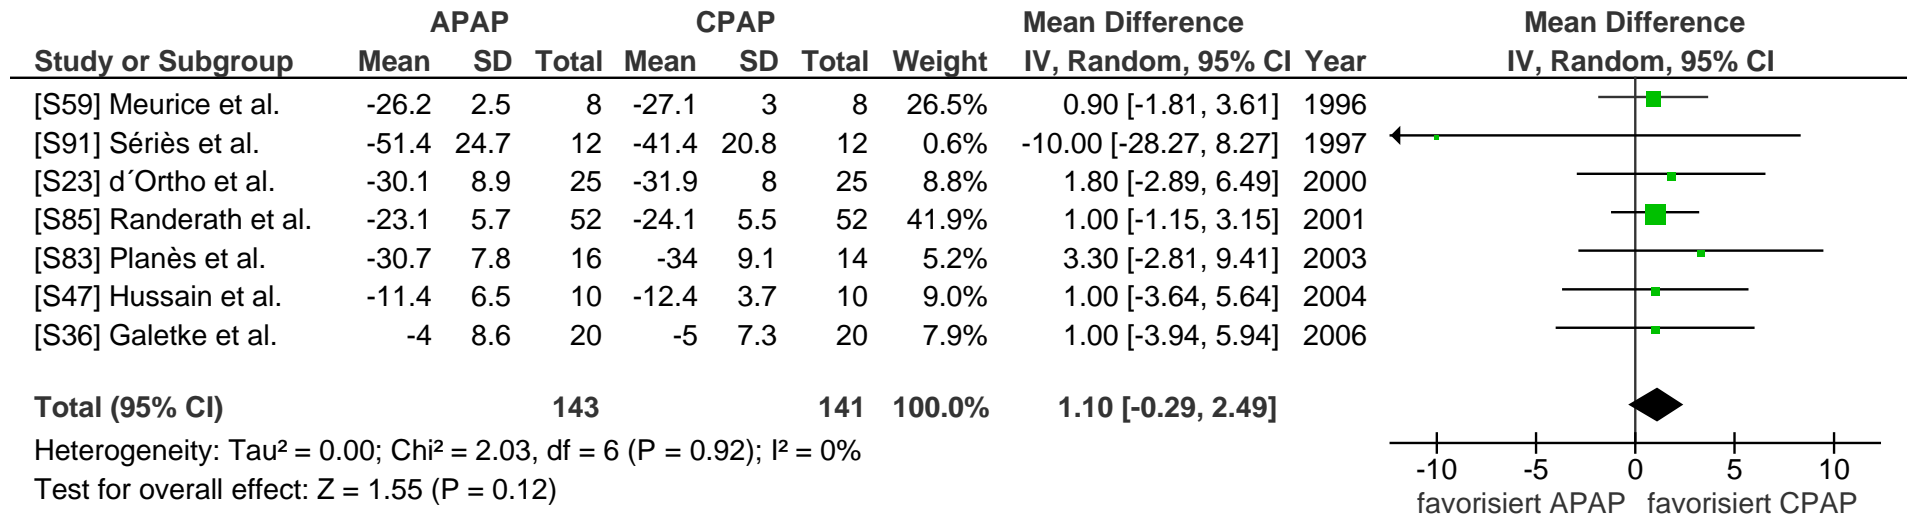 APAP CPAP Mean Difference Mean Difference
Study or Subgroup Mean SD Total Mean SD Total Weight IV, Random, 95% CI Year IV, Random, 95% CI
[S59] Meurice et al. -26.2 2.5 8 -27.1 3 8 26.5% 0.90 [-1.81, 3.61] 1996
[S91] Sériès et al. -51.4 24.7 12 -41.4 20.8 12 0.6% -10.00 [-28.27, 8.27] 1997
[S23] d´Ortho et al. -30.1 8.9 25 -31.9 8 25 8.8% 1.80 [-2.89, 6.49] 2000
[S85] Randerath et al. -23.1 5.7 52 -24.1 5.5 52 41.9% 1.00 [-1.15, 3.15] 2001
[S83] Planès et al. -30.7 7.8 16 -34 9.1 14 5.2% 3.30 [-2.81, 9.41] 2003
[S47] Hussain et al. -11.4 6.5 10 -12.4 3.7 10 9.0% 1.00 [-3.64, 5.64] 2004
[S36] Galetke et al. -4 8.6 20 -5 7.3 20 7.9% 1.00 [-3.94, 5.94] 2006
Total (95% CI) 143 141 100.0% 1.10 [-0.29, 2.49]
Heterogeneity: Tau² = 0.00; Chi² = 2.03, df = 6 (P = 0.92); I² = 0%
Test for overall effect: Z = 1.55 (P = 0.12)
-10 -5 0 5 10
favorisiert APAP favorisiert CPAP